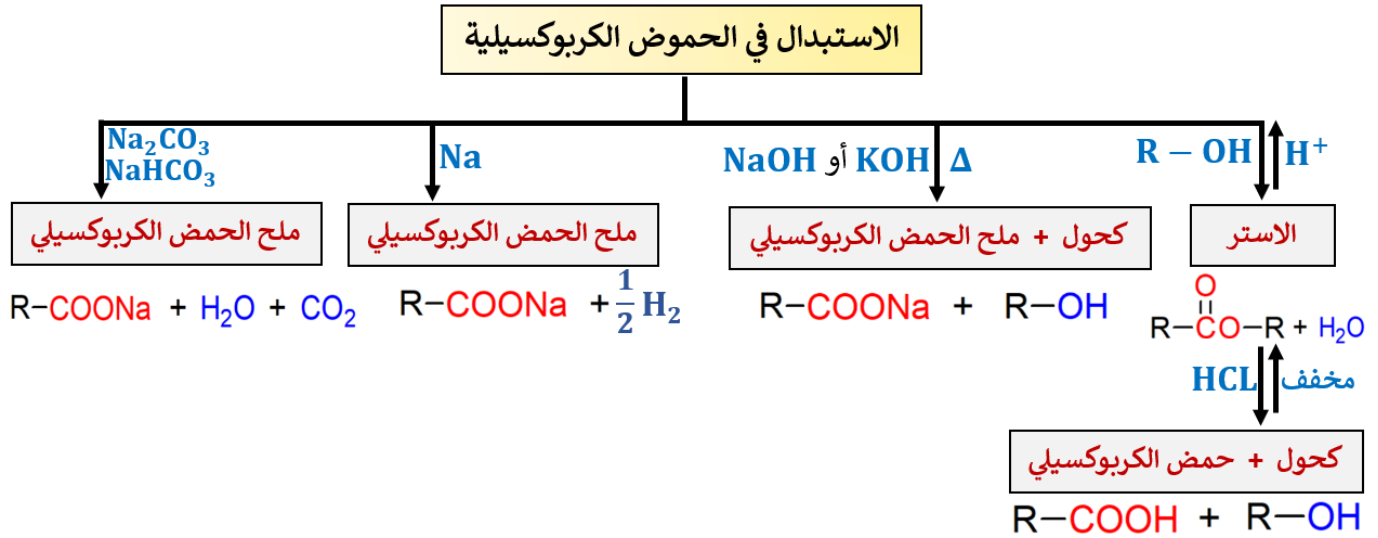 الاستبدال في الحموض الكربوكسيلية
R – OH H⁺
NaOH أو KOH Δ
Na
Na₂CO₃
NaHCO₃
الاستر
كحول + ملح الحمض الكربوكسيلي
ملح الحمض الكربوكسيلي
ملح الحمض الكربوكسيلي
O
R–CO–R + H₂O
R–COONa + R–OH
R–COONa + 1/2 H₂
R–COONa + H₂O + CO₂
HCL مخفف
كحول + حمض الكربوكسيلي
R–COOH + R–OH